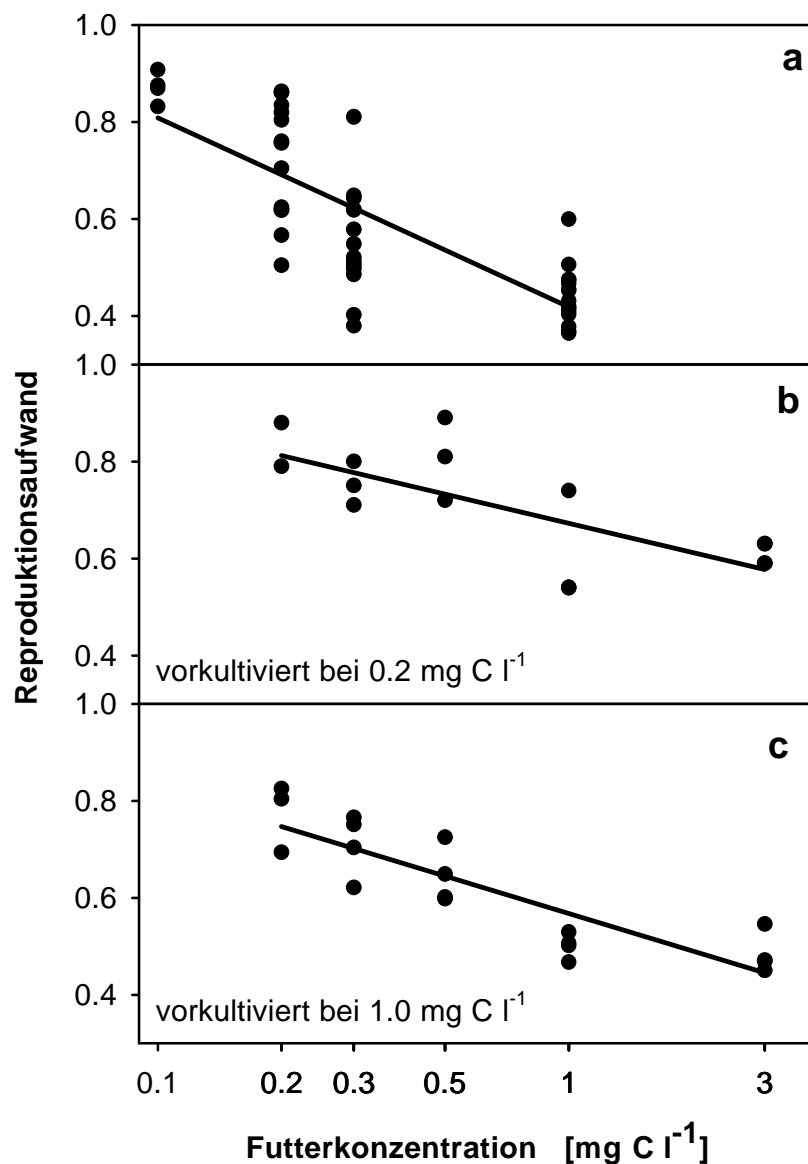 Reproduktionsaufwand
1.0
a
0.8
0.6
0.4
1.0
b
0.8
0.6
0.4
vorkultiviert bei 0.2 mg C l⁻¹
1.0
c
0.8
0.6
0.4
vorkultiviert bei 1.0 mg C l⁻¹
0.1 0.2 0.3 0.5 1 3
Futterkonzentration [mg C l⁻¹]